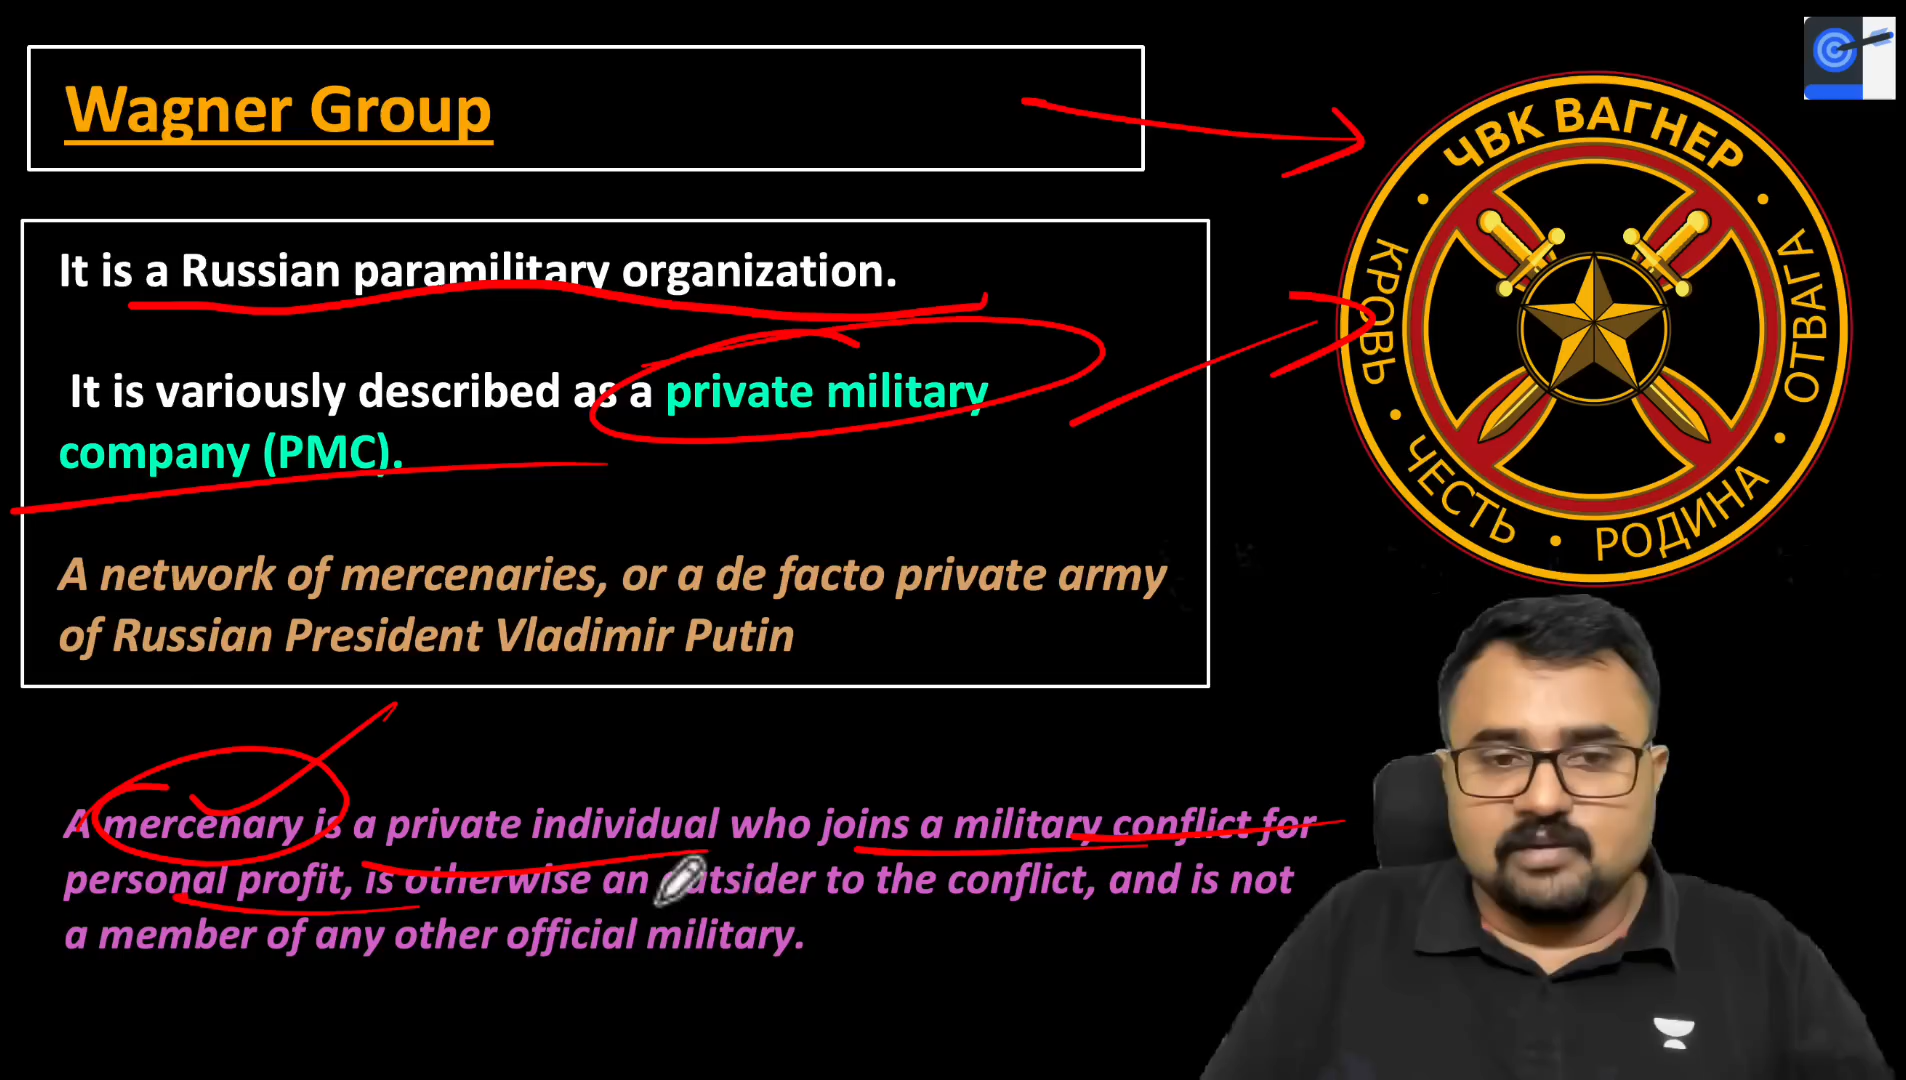 Wagner Group
It is a Russian paramilitary organization.
It is variously described as a private military
company (PMC).
A network of mercenaries, or a de facto private army
of Russian President Vladimir Putin
A mercenary is a private individual who joins a military conflict for
personal profit, is otherwise an outsider to the conflict, and is not
a member of any other official military.
ЧВК ВАГНЕР
КРОВЬ • ЧЕСТЬ • РОДИНА • ОТВАГА